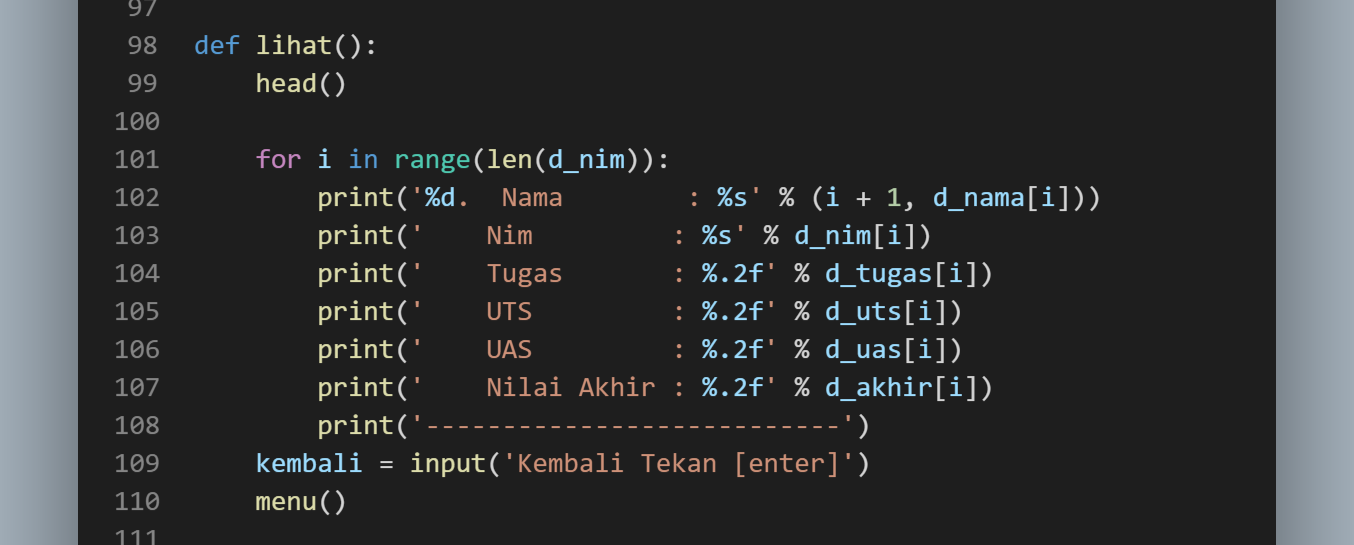 97
98 def lihat():
99     head()
100
101     for i in range(len(d_nim)):
102         print('%d.  Nama        : %s' % (i + 1, d_nama[i]))
103         print('    Nim         : %s' % d_nim[i])
104         print('    Tugas       : %.2f' % d_tugas[i])
105         print('    UTS         : %.2f' % d_uts[i])
106         print('    UAS         : %.2f' % d_uas[i])
107         print('    Nilai Akhir : %.2f' % d_akhir[i])
108         print('---------------------------')
109     kembali = input('Kembali Tekan [enter]')
110     menu()
111